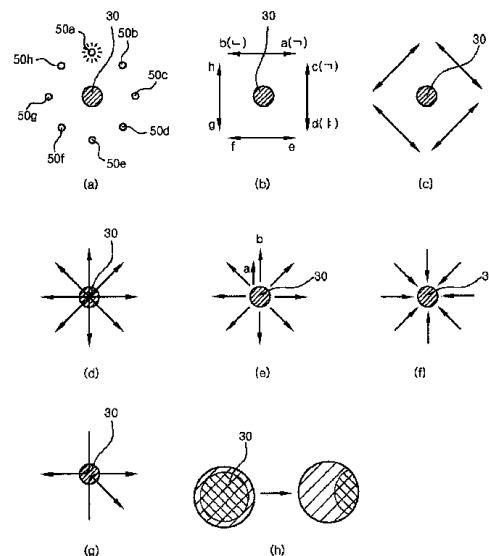 30
50a
50b
50h
50c
50g
50d
50f
50e
(a)
30
b(ㄴ)
a(ㄱ)
h
c(ㄱ)
g
d(ㅑ)
f
e
(b)
30
(c)
30
(d)
b
a
30
(e)
3
(f)
30
(g)
30
(h)